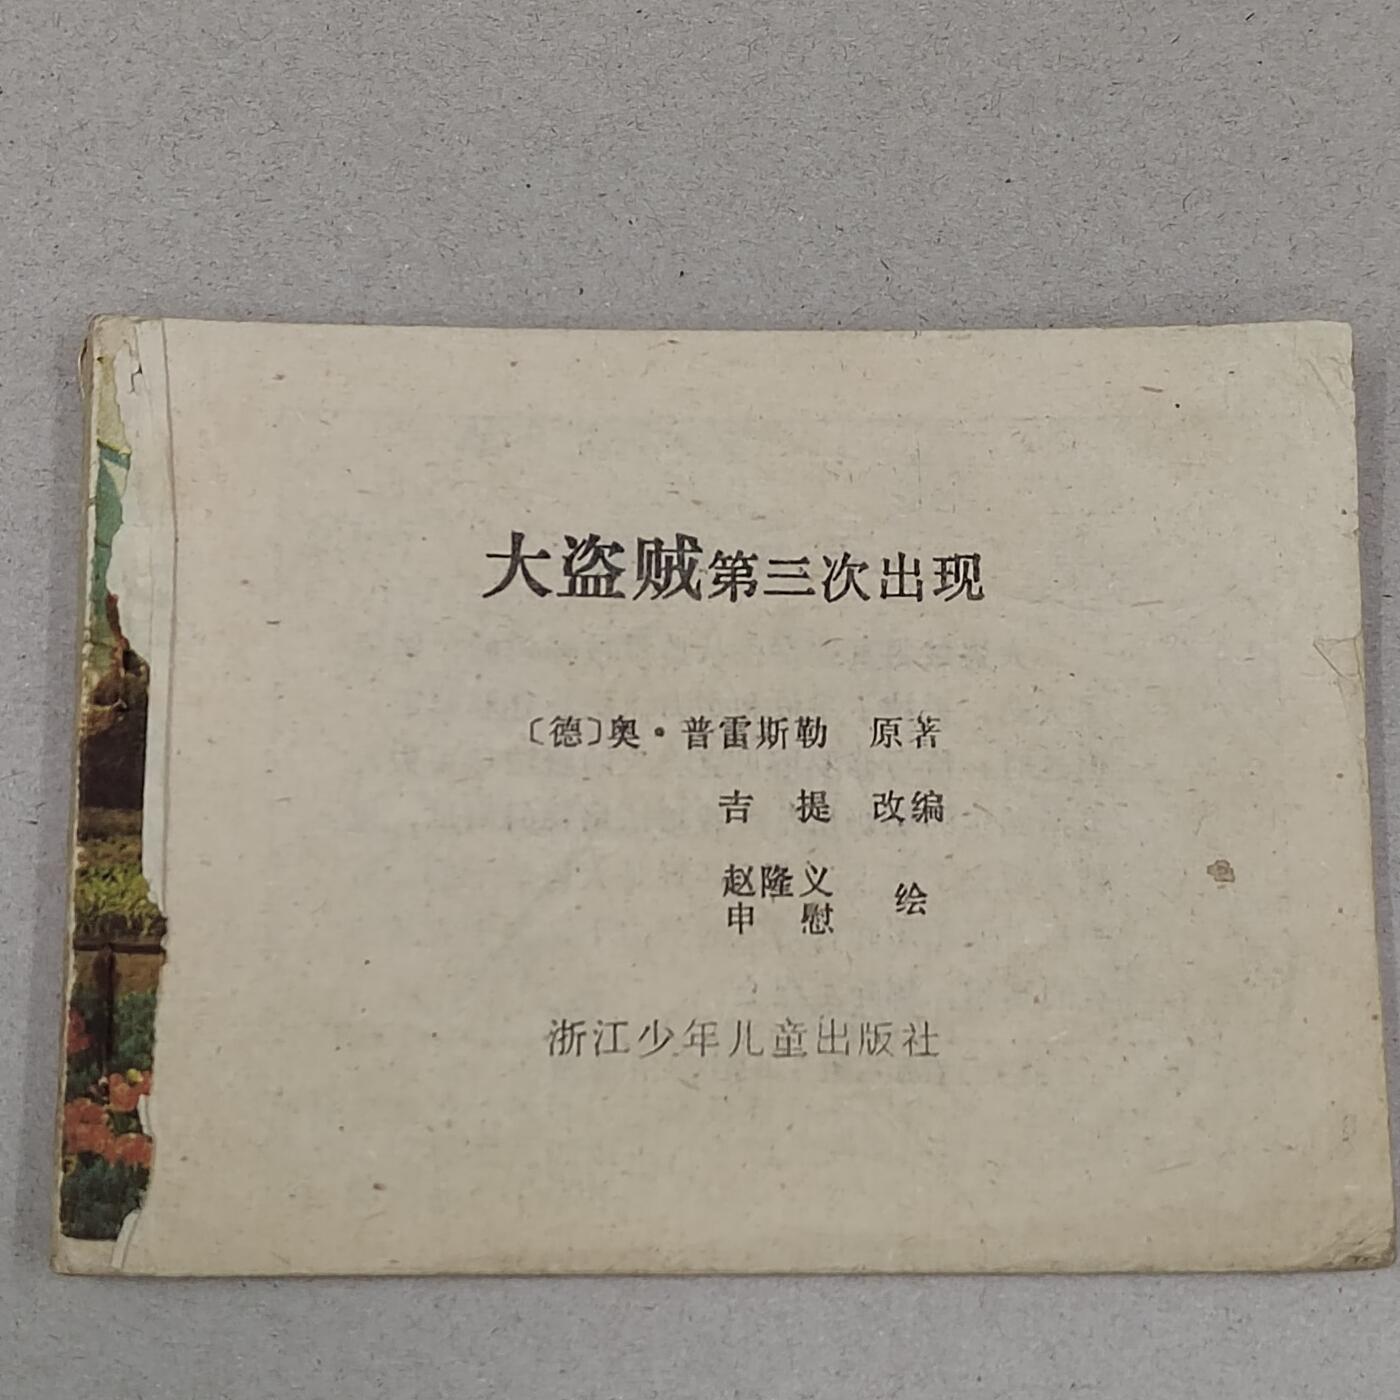 大盗贼第三次出现
〔德〕奥·普雷斯勒 原著
吉 提 改编
赵隆义
申 慰 绘
浙江少年儿童出版社